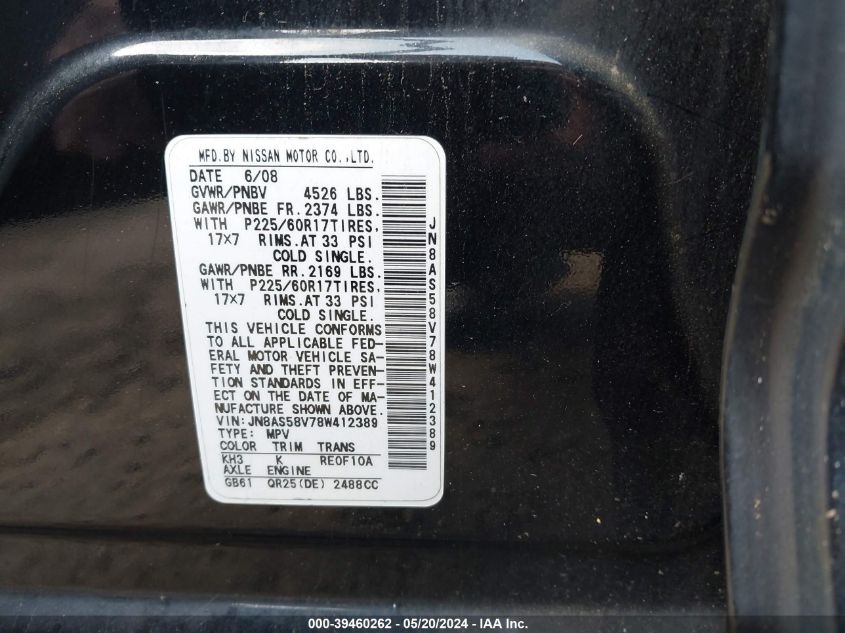 MFD.BY NISSAN MOTOR CO.,LTD.
DATE 6/08
GVWR/PNBV 4526 LBS.
GAWR/PNBE FR. 2374 LBS.
WITH P225/60R17TIRES,
17×7 RIMS.AT 33 PSI
COLD SINGLE.
GAWR/PNBE RR. 2169 LBS.
WITH P225/60R17TIRES,
17×7 RIMS.AT 33 PSI
COLD SINGLE.
THIS VEHICLE CONFORMS
TO ALL APPLICABLE FED-
ERAL MOTOR VEHICLE SA-
FETY AND THEFT PREVEN-
TION STANDARDS IN EFF-
ECT ON THE DATE OF MA-
NUFACTURE SHOWN ABOVE.
VIN: JN8AS58V78W412389
TYPE: MPV
COLOR TRIM TRANS
KH3 K RE0F10A
AXLE ENGINE
GB61 QR25(DE) 2488CC
JN8AS58V78W412389
000-39460262 - 05/20/2024 - IAA Inc.